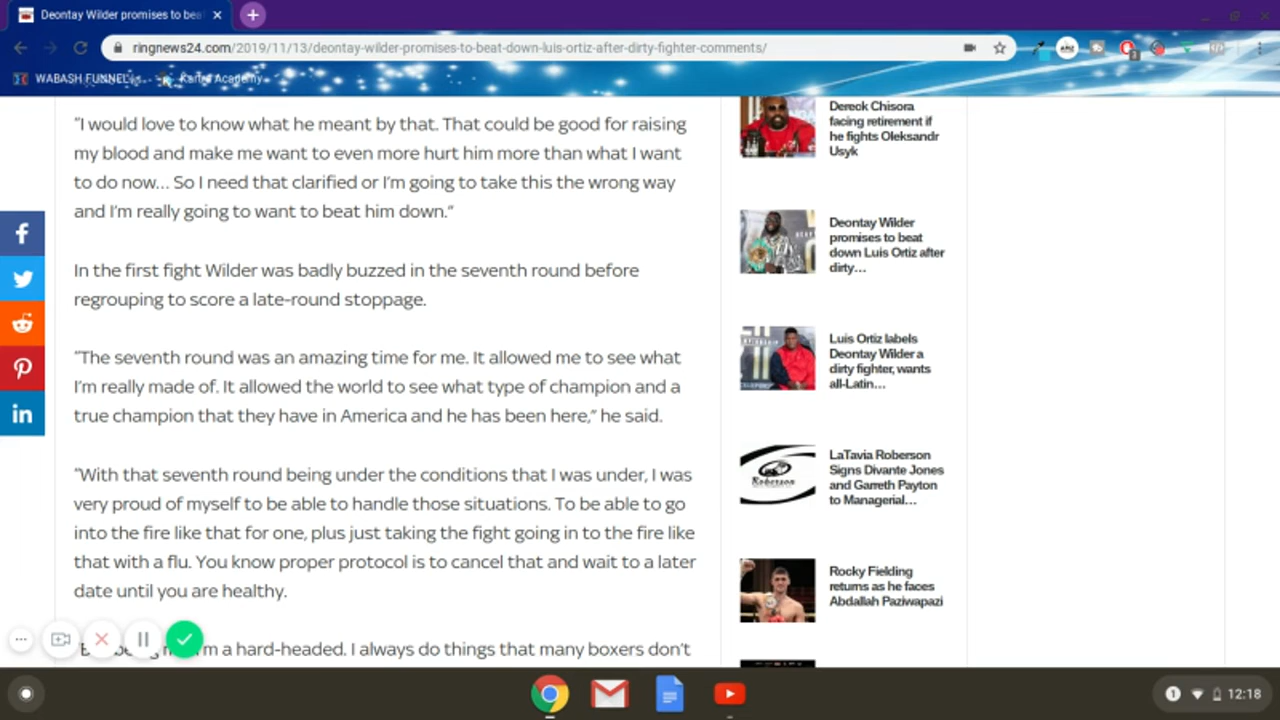 Deontay Wilder promises to bea
ringnews24.com/2019/11/13/deontay-wilder-promises-to-beat-down-luis-ortiz-after-dirty-fighter-comments/
WABASH FUNNEL
Academy
“I would love to know what he meant by that. That could be good for raising
my blood and make me want to even more hurt him more than what I want
to do now… So I need that clarified or I’m going to take this the wrong way
and I’m really going to want to beat him down.”
In the first fight Wilder was badly buzzed in the seventh round before
regrouping to score a late-round stoppage.
“The seventh round was an amazing time for me. It allowed me to see what
I’m really made of. It allowed the world to see what type of champion and a
true champion that they have in America and he has been here,” he said.
“With that seventh round being under the conditions that I was under, I was
very proud of myself to be able to handle those situations. To be able to go
into the fire like that for one, plus just taking the fight going in to the fire like
that with a flu. You know proper protocol is to cancel that and wait to a later
date until you are healthy.
a hard-headed. I always do things that many boxers don’t
Dereck Chisora
facing retirement if
he fights Oleksandr
Usyk
Deontay Wilder
promises to beat
down Luis Ortiz after
dirty…
Luis Ortiz labels
Deontay Wilder a
dirty fighter, wants
all-Latin…
Roberson
LaTavia Roberson
Signs Divante Jones
and Garreth Payton
to Managerial…
Rocky Fielding
returns as he faces
Abdallah Paziwapazi
1
12:18